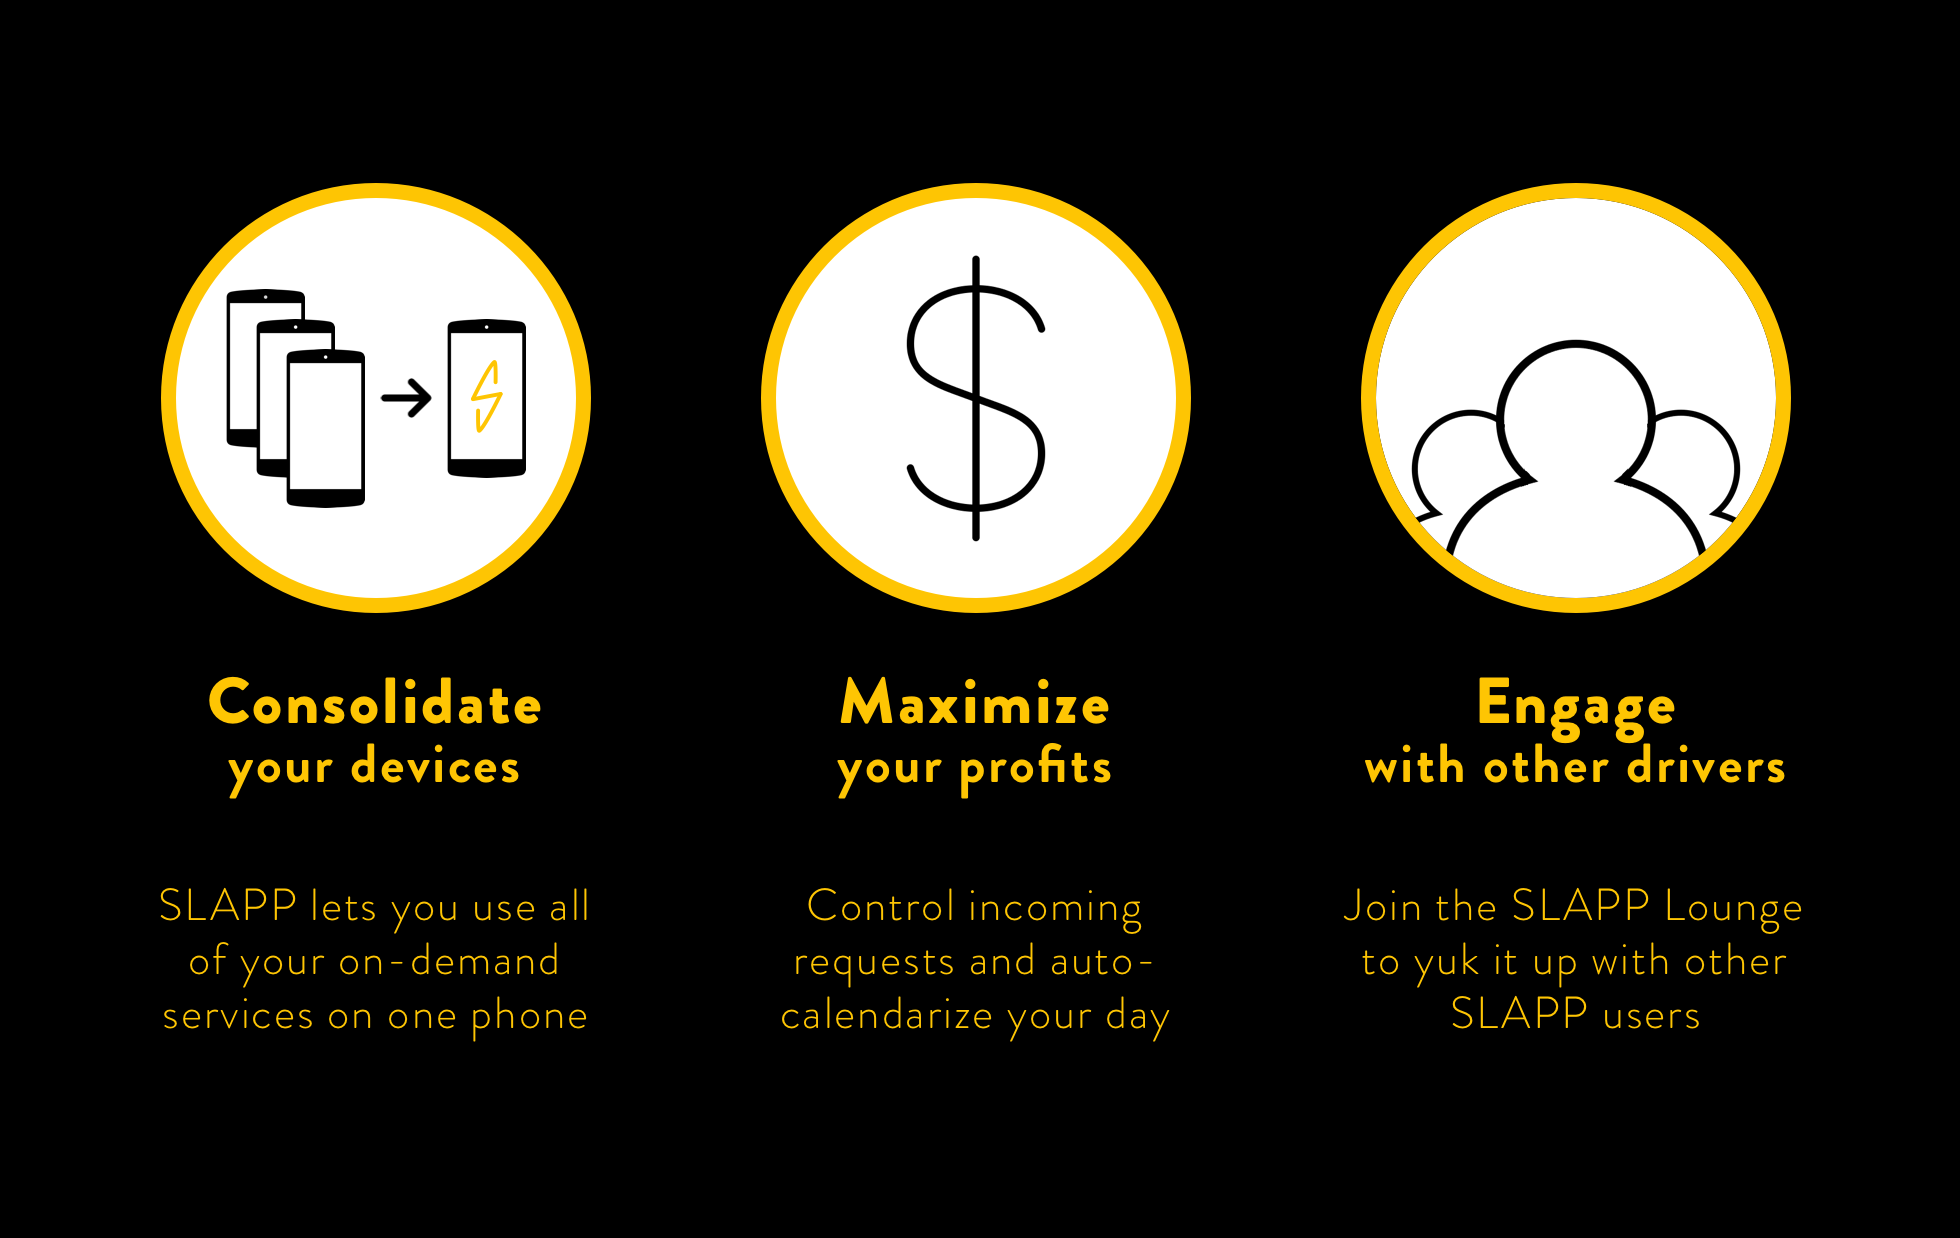 Consolidate
your devices
SLAPP lets you use all
of your on-demand
services on one phone
Maximize
your profits
Control incoming
requests and auto-
calendarize your day
Engage
with other drivers
Join the SLAPP Lounge
to yuk it up with other
SLAPP users